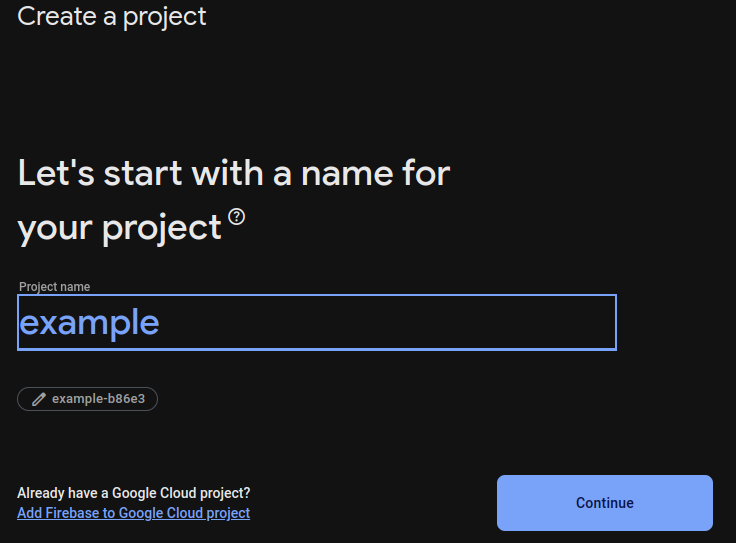 Create a project
Let's start with a name for
your project
Project name
example
example-b86e3
Already have a Google Cloud project?
Add Firebase to Google Cloud project
Continue